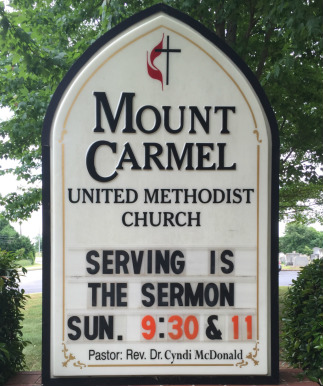 MOUNT
CARMEL
UNITED METHODIST
CHURCH
SERVING IS
THE SERMON
SUN. 9:30 & 11
Pastor: Rev. Dr. Cyndi McDonald